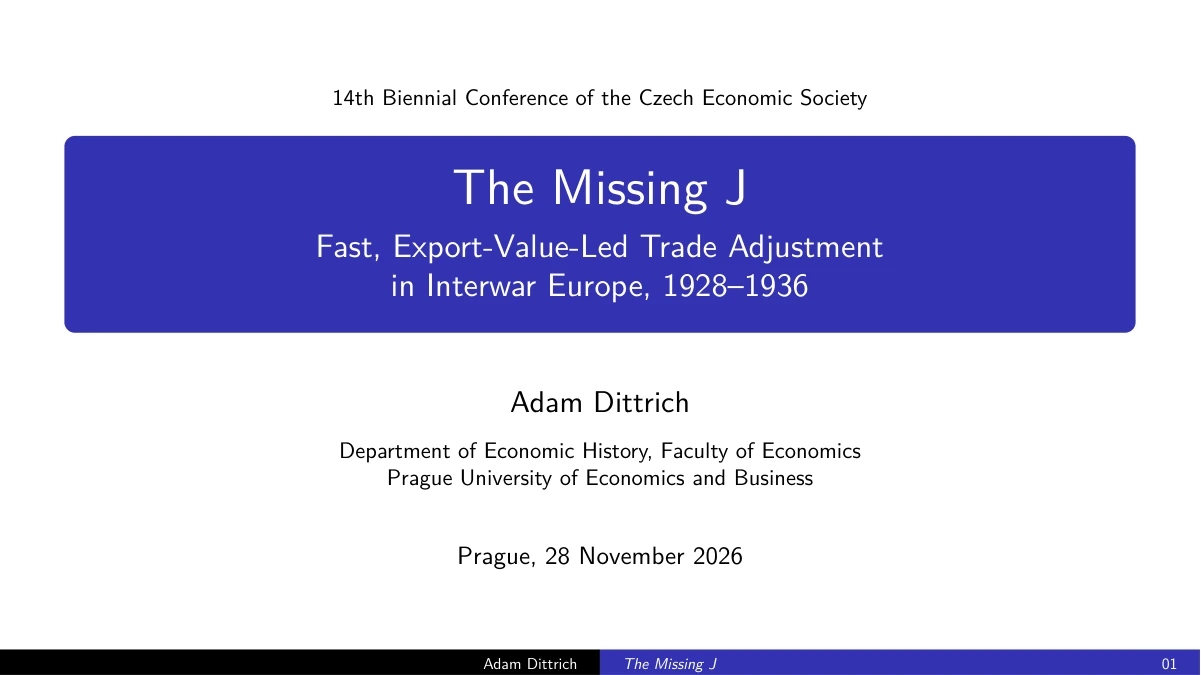 14th Biennial Conference of the Czech Economic Society
The Missing J
Fast, Export-Value-Led Trade Adjustment
in Interwar Europe, 1928–1936
Adam Dittrich
Department of Economic History, Faculty of Economics
Prague University of Economics and Business
Prague, 28 November 2026
Adam Dittrich
The Missing J
01